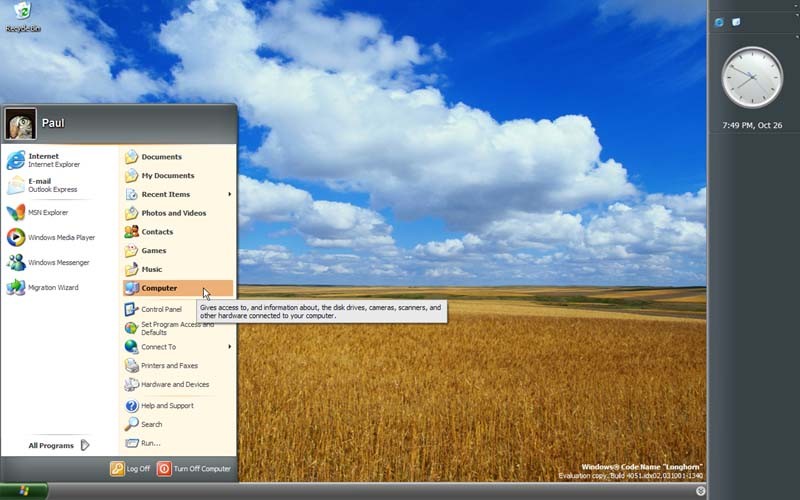 Recycle Bin
Paul
Internet
Internet Explorer
E-mail
Outlook Express
MSN Explorer
Windows Media Player
Windows Messenger
Migration Wizard
All Programs
Documents
My Documents
Recent Items
Photos and Videos
Contacts
Games
Music
Computer
Gives access to, and information about, the disk drives, cameras, scanners, and
other hardware connected to your computer.
Control Panel
Set Program Access and
Defaults
Connect To
Printers and Faxes
Hardware and Devices
Help and Support
Search
Run...
Log Off
Turn Off Computer
7:49 PM, Oct 26
Windows® Code Name "Longhorn"
Evaluation copy. Build 4051.idx02.031001-1340